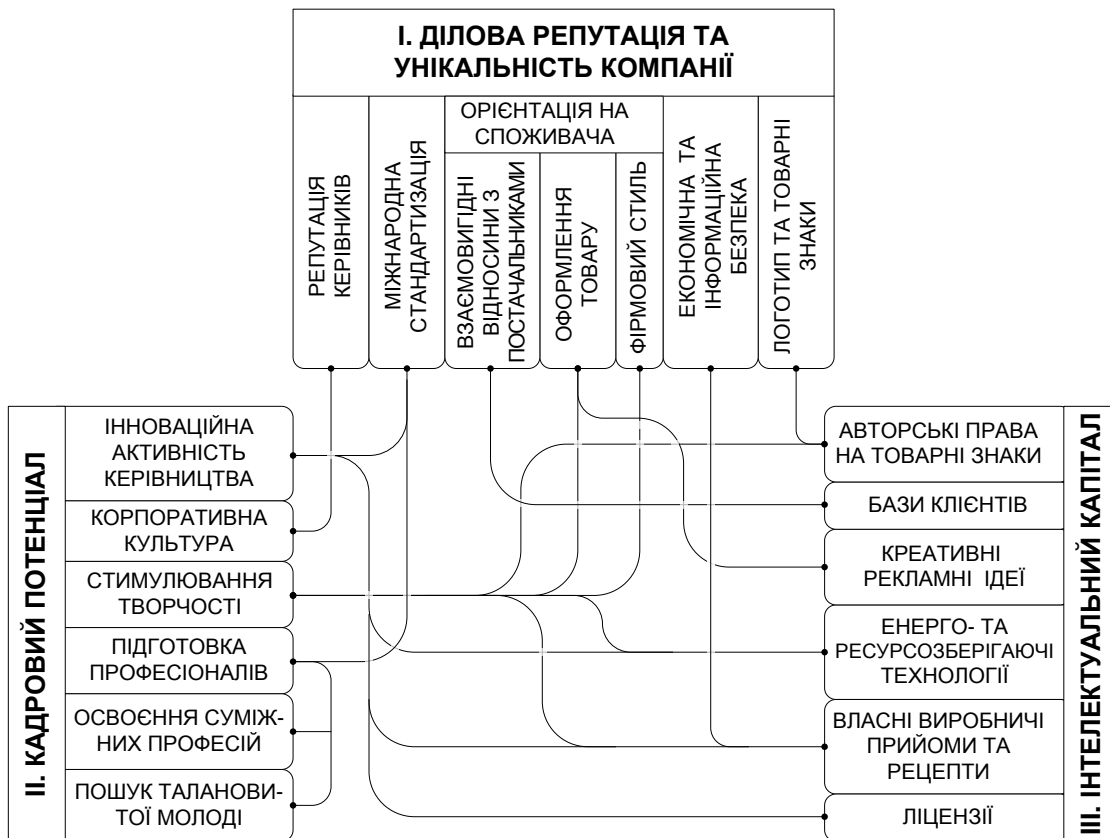 І. ДІЛОВА РЕПУТАЦІЯ ТА
УНІКАЛЬНІСТЬ КОМПАНІЇ
РЕПУТАЦІЯ
КЕРІВНИКІВ
МІЖНАРОДНА
СТАНДАРТИЗАЦІЯ
ОРІЄНТАЦІЯ НА
СПОЖИВАЧА
ВЗАЄМОВИГІДНІ
ВІДНОСИНИ З
ПОСТАЧАЛЬНИКАМИ
ОФОРМЛЕННЯ
ТОВАРУ
ФІРМОВИЙ СТИЛЬ
ЕКОНОМІЧНА ТА
ІНФОРМАЦІЙНА
БЕЗПЕКА
ЛОГОТИП ТА ТОВАРНІ
ЗНАКИ
ІІ. КАДРОВИЙ ПОТЕНЦІАЛ
ІННОВАЦІЙНА
АКТИВНІСТЬ
КЕРІВНИЦТВА
КОРПОРАТИВНА
КУЛЬТУРА
СТИМУЛЮВАННЯ
ТВОРЧОСТІ
ПІДГОТОВКА
ПРОФЕСІОНАЛІВ
ОСВОЄННЯ СУМІЖ-
НИХ ПРОФЕСІЙ
ПОШУК ТАЛАНОВИ-
ТОЇ МОЛОДІ
АВТОРСЬКІ ПРАВА
НА ТОВАРНІ ЗНАКИ
БАЗИ КЛІЄНТІВ
КРЕАТИВНІ
РЕКЛАМНІ ІДЕЇ
ЕНЕРГО- ТА
РЕСУРСОЗБЕРІГАЮЧІ
ТЕХНОЛОГІЇ
ВЛАСНІ ВИРОБНИЧІ
ПРИЙОМИ ТА
РЕЦЕПТИ
ЛІЦЕНЗІЇ
ІІІ. ІНТЕЛЕКТУАЛЬНИЙ КАПІТАЛ